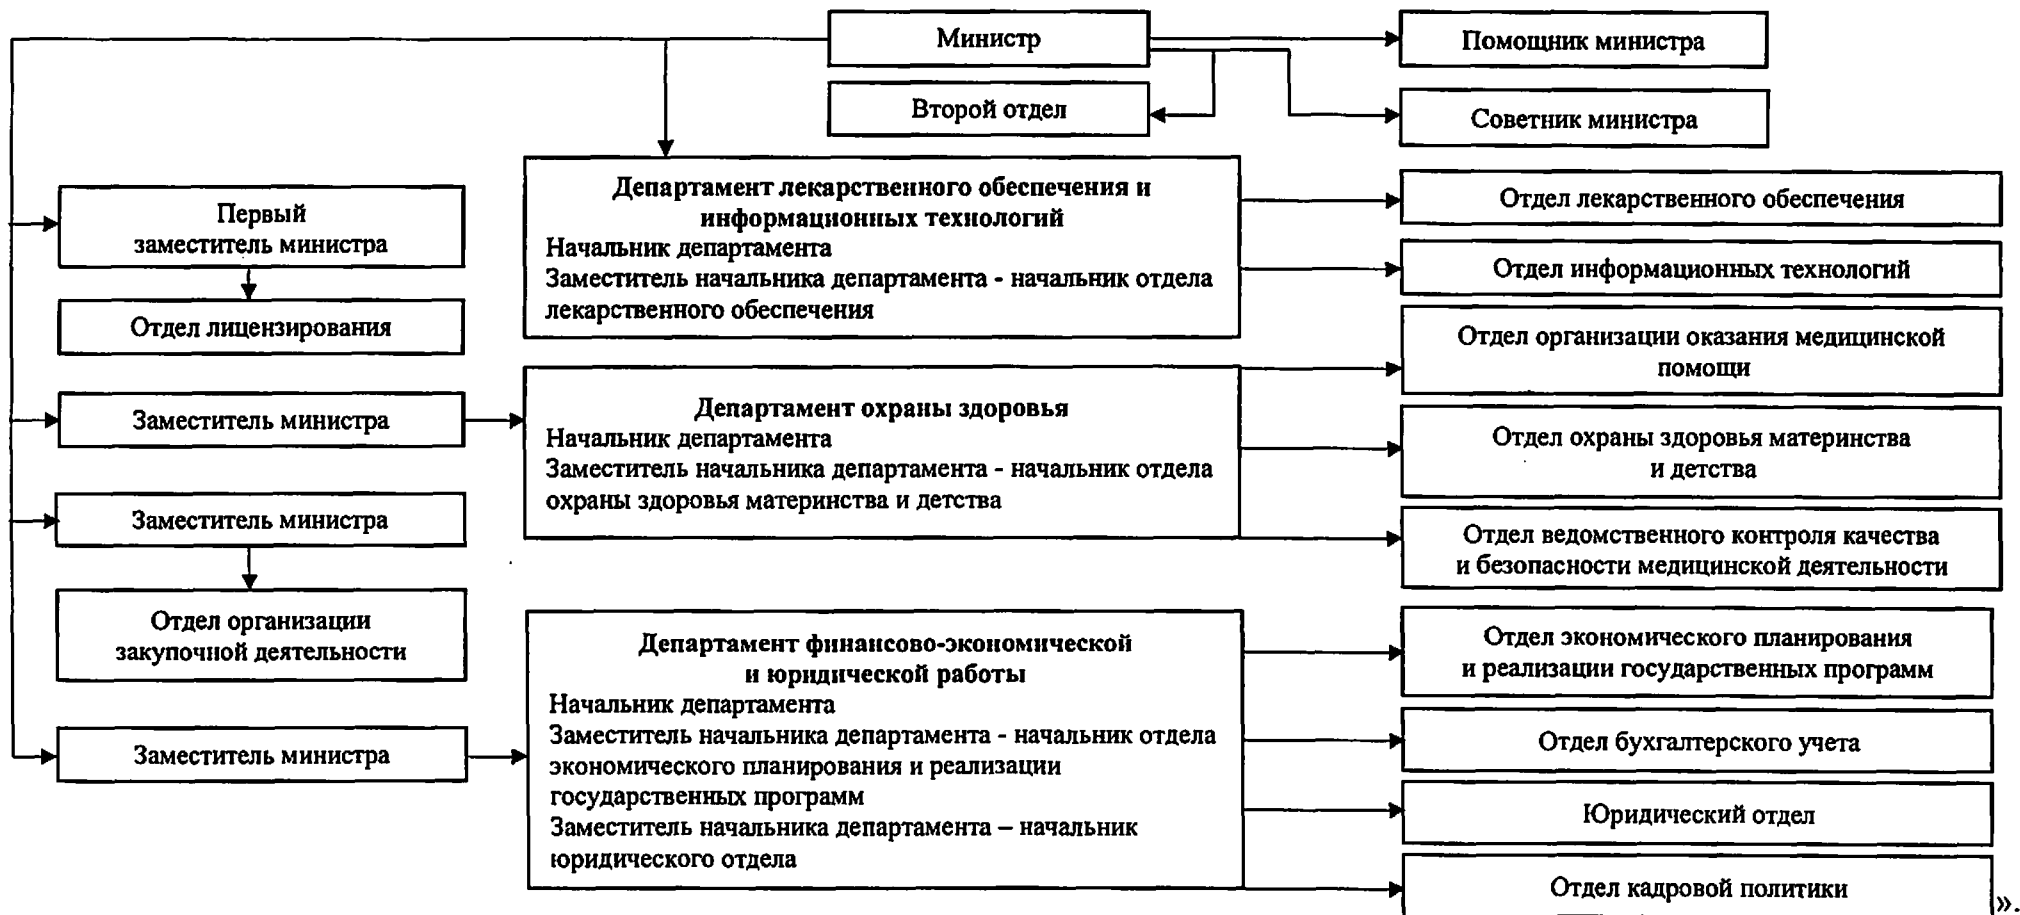 Министр
Помощник министра
Второй отдел
Советник министра
Департамент лекарственного обеспечения и
информационных технологий
Начальник департамента
Заместитель начальника департамента - начальник отдела
лекарственного обеспечения
Отдел лекарственного обеспечения
Отдел информационных технологий
Первый
заместитель министра
Отдел лицензирования
Заместитель министра
Департамент охраны здоровья
Начальник департамента
Заместитель начальника департамента - начальник отдела
охраны здоровья материнства и детства
Отдел организации оказания медицинской
помощи
Отдел охраны здоровья материнства
и детства
Отдел ведомственного контроля качества
и безопасности медицинской деятельности
Заместитель министра
Отдел организации
закупочной деятельности
Заместитель министра
Департамент финансово-экономической
и юридической работы
Начальник департамента
Заместитель начальника департамента - начальник отдела
экономического планирования и реализации
государственных программ
Заместитель начальника департамента – начальник
юридического отдела
Отдел экономического планирования
и реализации государственных программ
Отдел бухгалтерского учета
Юридический отдел
Отдел кадровой политики
».